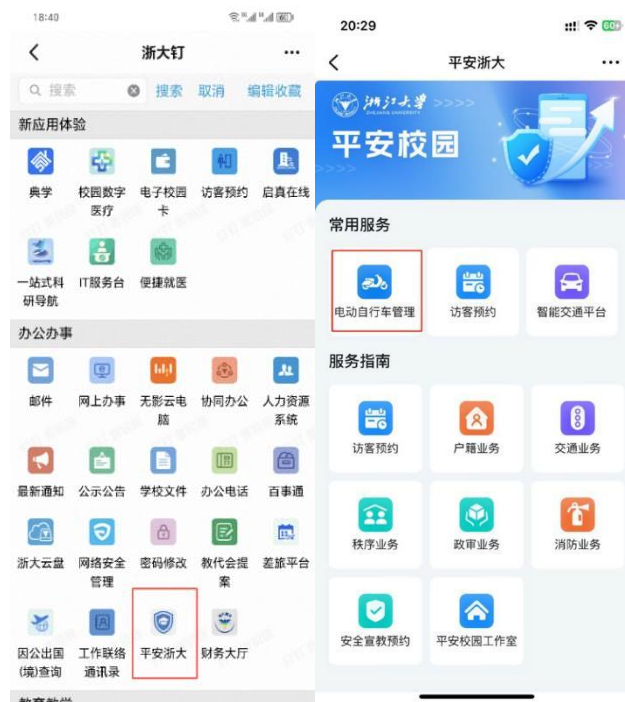 18:40
浙大钉
搜索
搜索 取消 编辑收藏
新应用体验
典学 校园数字医疗 电子校园卡 访客预约 启真在线
一站式科研导航 IT服务台 便捷就医
办公办事
邮件 网上办事 无影云电脑 协同办公 人力资源系统
最新通知 公示公告 学校文件 办公电话 百事通
浙大云盘 网络安全管理 密码修改 教代会提案 差旅平台
因公出国(境)查询 工作联络通讯录 平安浙大 财务大厅
20:29
60
平安浙大
浙江大学
ZHEJIANG UNIVERSITY
平安校园
常用服务
电动自行车管理 访客预约 智能交通平台
服务指南
访客预约 户籍业务 交通业务
秩序业务 政审业务 消防业务
安全宣教预约 平安校园工作室